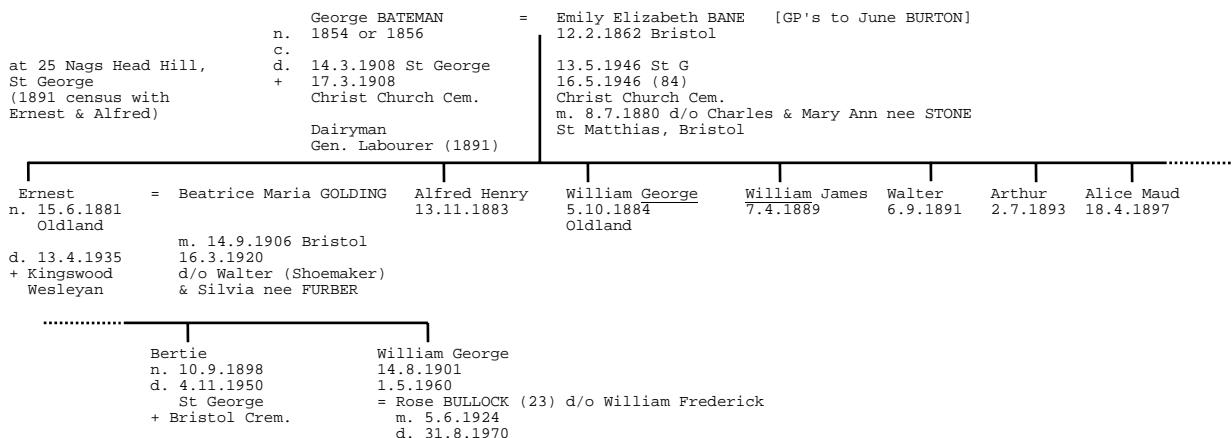 George BATEMAN = Emily Elizabeth BANE [GP's to June BURTON]
n. 1854 or 1856 12.2.1862 Bristol
c.
at 25 Nags Head Hill, d. 14.3.1908 St George 13.5.1946 St G
St George + 17.3.1908 16.5.1946 (84)
(1891 census with Christ Church Cem. Christ Church Cem.
Ernest & Alfred) m. 8.7.1880 d/o Charles & Mary Ann nee STONE
Dairyman St Matthias, Bristol
Gen. Labourer (1891)
Ernest = Beatrice Maria GOLDING Alfred Henry William George William James Walter Arthur Alice Maud
n. 15.6.1881 13.11.1883 5.10.1884 7.4.1889 6.9.1891 2.7.1893 18.4.1897
Oldland Oldland
m. 14.9.1906 Bristol
d. 13.4.1935 16.3.1920
+ Kingswood d/o Walter (Shoemaker)
Wesleyan & Silvia nee FURBER
Bertie William George
n. 10.9.1898 14.8.1901
d. 4.11.1950 1.5.1960
St George = Rose BULLOCK (23) d/o William Frederick
+ Bristol Crem. m. 5.6.1924
d. 31.8.1970